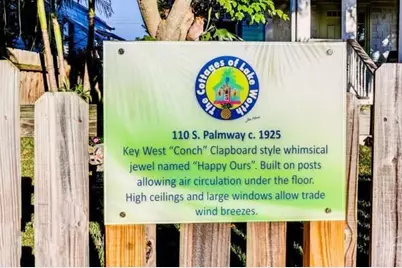 the Cottages of Lake Worth
110 S. Palmway c. 1925
Key West "Conch" Clapboard style whimsical
jewel named "Happy Ours". Built on posts
allowing air circulation under the floor.
High ceilings and large windows allow trade
wind breezes.